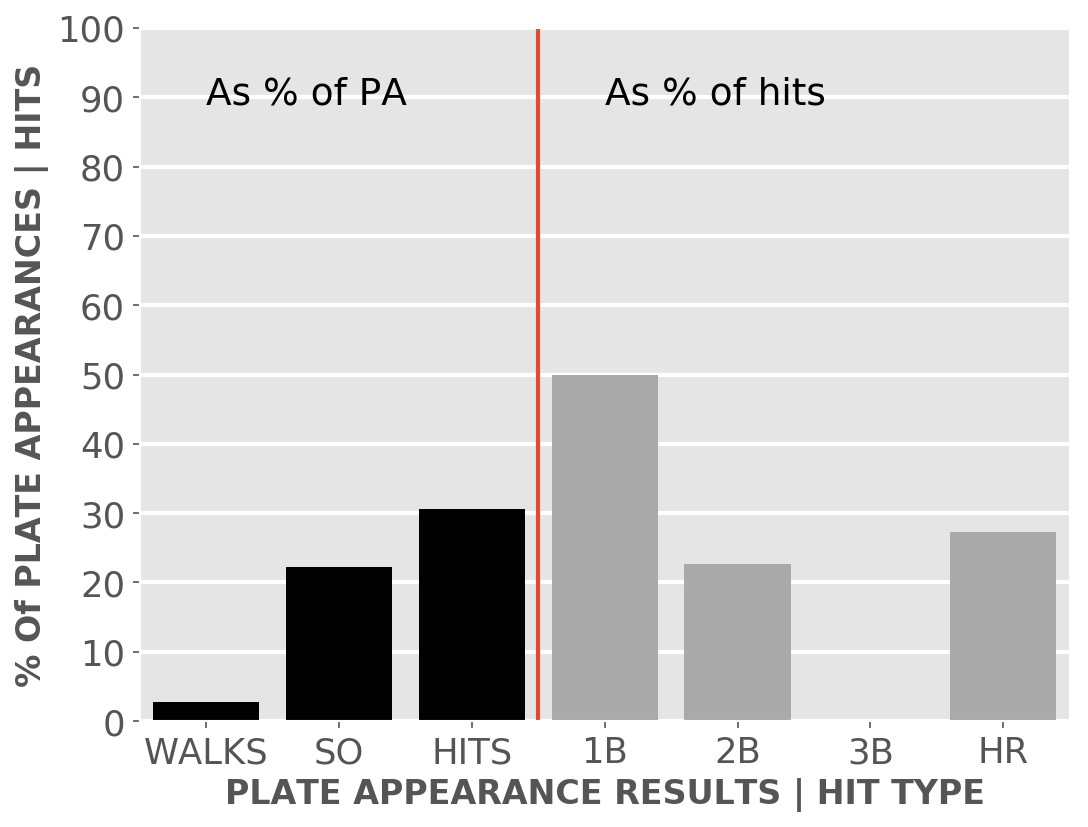 % Of PLATE APPEARANCES | HITS
100
90
80
70
60
50
40
30
20
10
0
As % of PA
As % of hits
WALKS SO HITS 1B 2B 3B HR
PLATE APPEARANCE RESULTS | HIT TYPE